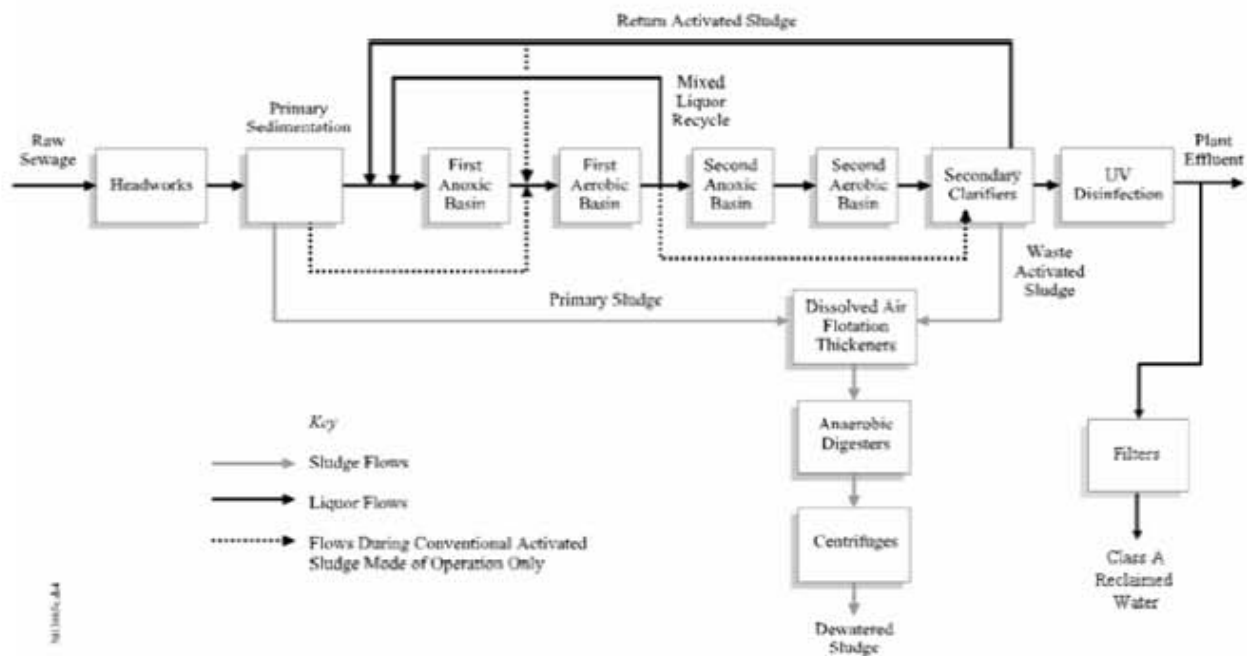 Return Activated Sludge
Mixed
Liquor
Recycle
Primary
Sedimentation
Raw
Sewage
Plant
Effluent
Headworks
First
Anoxic
Basin
First
Aerobic
Basin
Second
Anoxic
Basin
Second
Aerobic
Basin
Secondary
Clarifiers
UV
Disinfection
Waste
Activated
Sludge
Primary Sludge
Dissolved Air
Flotation
Thickeners
Key
Sludge Flows
Liquor Flows
Flows During Conventional Activated
Sludge Mode of Operation Only
Anaerobic
Digesters
Filters
Centrifuges
Class A
Reclaimed
Water
Dewatered
Sludge